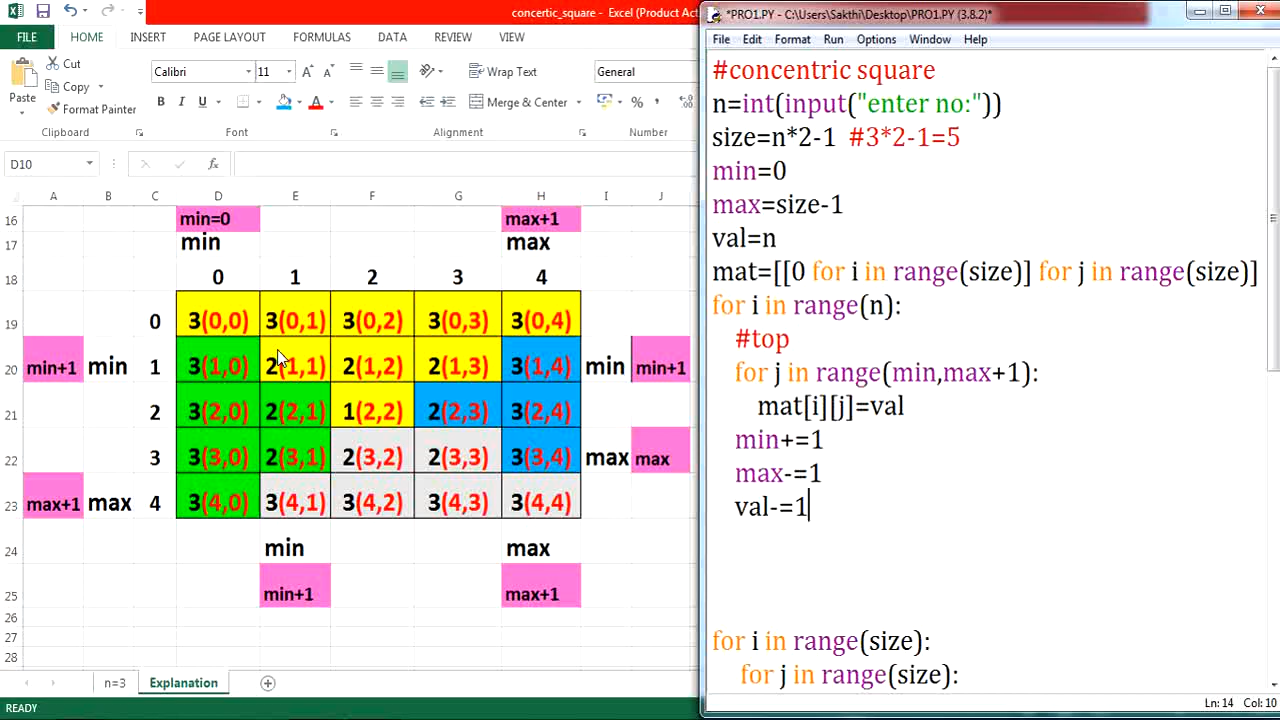 concertic_square - Excel (Product Act
*PRO1.PY - C:\Users\Sakthi\Desktop\PRO1.PY (3.8.2)*
FILE HOME INSERT PAGE LAYOUT FORMULAS DATA REVIEW VIEW
File Edit Format Run Options Window Help
Cut
Copy
Format Painter
Paste
Calibri 11
B I U A
Wrap Text
Merge & Center
General
%
Clipboard Font Alignment Number
D10 fx
A B C D E F G H I J
16 min=0 max+1
17 min max
18 0 1 2 3 4
19 0 3(0,0) 3(0,1) 3(0,2) 3(0,3) 3(0,4)
20 min+1 min 1 3(1,0) 2(1,1) 2(1,2) 2(1,3) 3(1,4) min min+1
21 2 3(2,0) 2(2,1) 1(2,2) 2(2,3) 3(2,4)
22 3 3(3,0) 2(3,1) 2(3,2) 2(3,3) 3(3,4) max max
23 max+1 max 4 3(4,0) 3(4,1) 3(4,2) 3(4,3) 3(4,4)
24 min max
25 min+1 max+1
26
27
28
n=3 Explanation
READY
#concentric square
n=int(input("enter no:"))
size=n*2-1 #3*2-1=5
min=0
max=size-1
val=n
mat=[[0 for i in range(size)] for j in range(size)]
for i in range(n):
#top
for j in range(min,max+1):
mat[i][j]=val
min+=1
max-=1
val-=1
for i in range(size):
for j in range(size):
Ln: 14 Col: 10